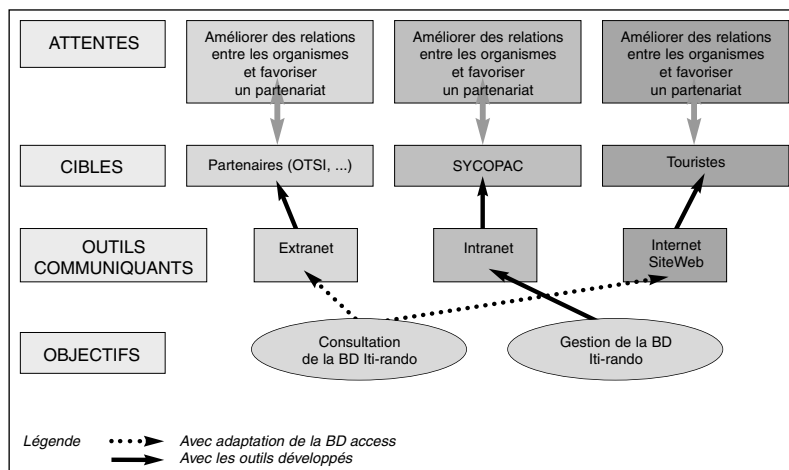 ATTENTES
Améliorer des relations
entre les organismes
et favoriser
un partenariat
Améliorer des relations
entre les organismes
et favoriser
un partenariat
Améliorer des relations
entre les organismes
et favoriser
un partenariat
CIBLES
Partenaires (OTSI, ...)
SYCOPAC
Touristes
OUTILS
COMMUNIQUANTS
Extranet
Intranet
Internet
SiteWeb
OBJECTIFS
Consultation
de la BD Iti-rando
Gestion de la BD
Iti-rando
Légende
Avec adaptation de la BD access
Avec les outils développés